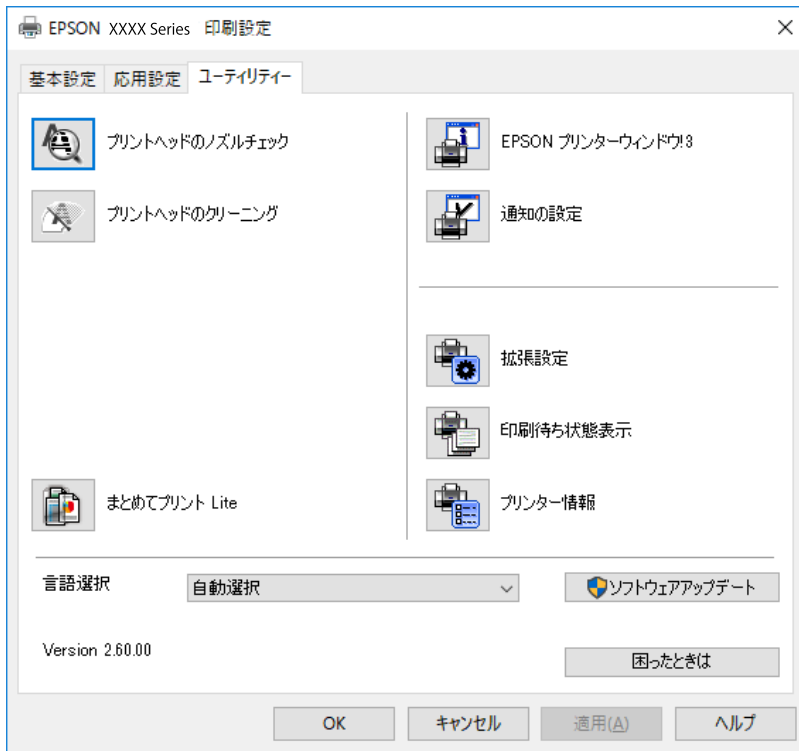 EPSON XXXX Series 印刷設定
基本設定 応用設定 ユーティリティー
プリントヘッドのノズルチェック
プリントヘッドのクリーニング
まとめてプリント Lite
EPSON プリンターウィンドウ!3
通知の設定
拡張設定
印刷待ち状態表示
プリンター情報
言語選択 自動選択 ソフトウェアアップデート
Version 2.60.00 困ったときは
OK キャンセル 適用(A) ヘルプ